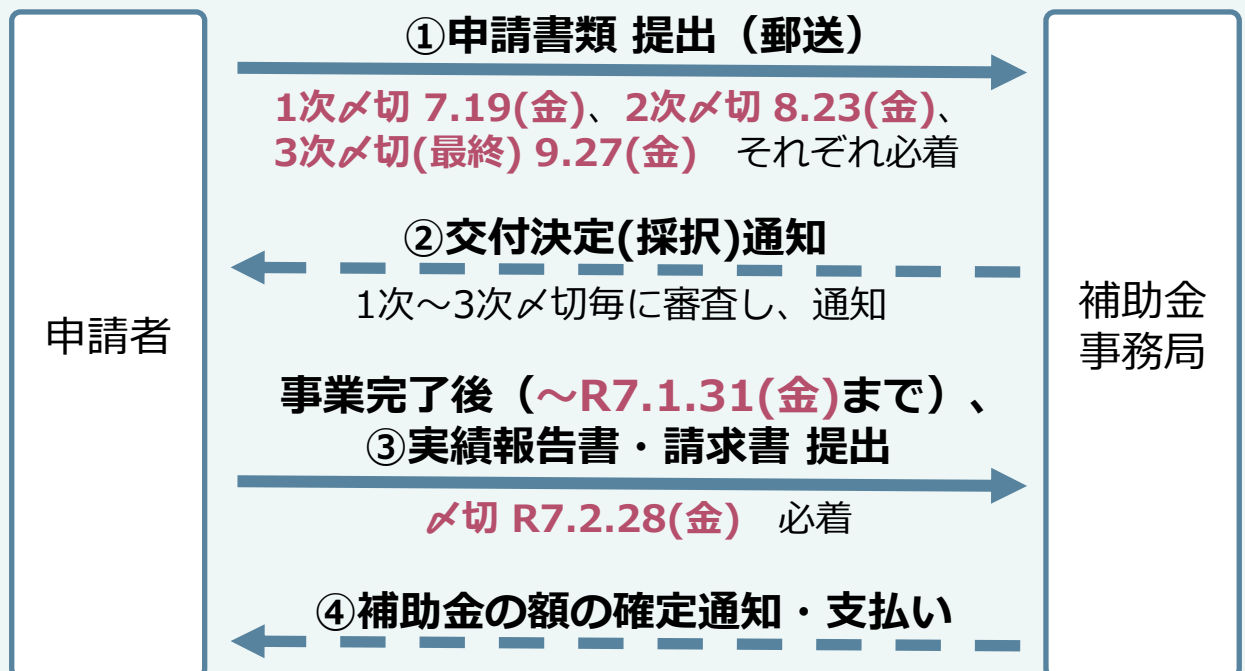 ①申請書類 提出（郵送）
1次〆切 7.19(金)、2次〆切 8.23(金)、
3次〆切(最終) 9.27(金)　それぞれ必着
②交付決定(採択)通知
1次～3次〆切毎に審査し、通知
申請者
補助金
事務局
事業完了後（～R7.1.31(金)まで）、
③実績報告書・請求書 提出
〆切 R7.2.28(金)　必着
④補助金の額の確定通知・支払い